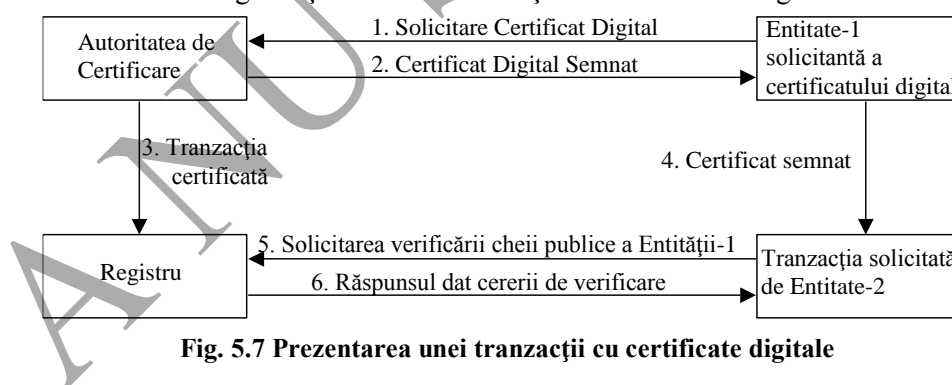 1. Solicitare Certificat Digital
Autoritatea de
Certificare
Entitate-1
solicitantă a
certificatului digital
2. Certificat Digital Semnat
3. Tranzacţia
certificată
4. Certificat semnat
5. Solicitarea verificării cheii publice a Entităţii-1
Registru
Tranzacţia solicitată
de Entitate-2
6. Răspunsul dat cererii de verificare
Fig. 5.7 Prezentarea unei tranzacţii cu certificate digitale
A N U